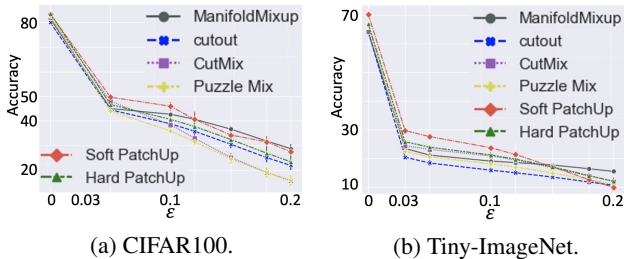 80
50
40
20
Accuracy
ManifoldMixup
cutout
CutMix
Puzzle Mix
Soft PatchUp
Hard PatchUp
0 0.03 0.1 0.2
ε
(a) CIFAR100.
70
30
10
Accuracy
ManifoldMixup
cutout
CutMix
Puzzle Mix
Soft PatchUp
Hard PatchUp
0 0.03 0.1 0.2
ε
(b) Tiny-ImageNet.